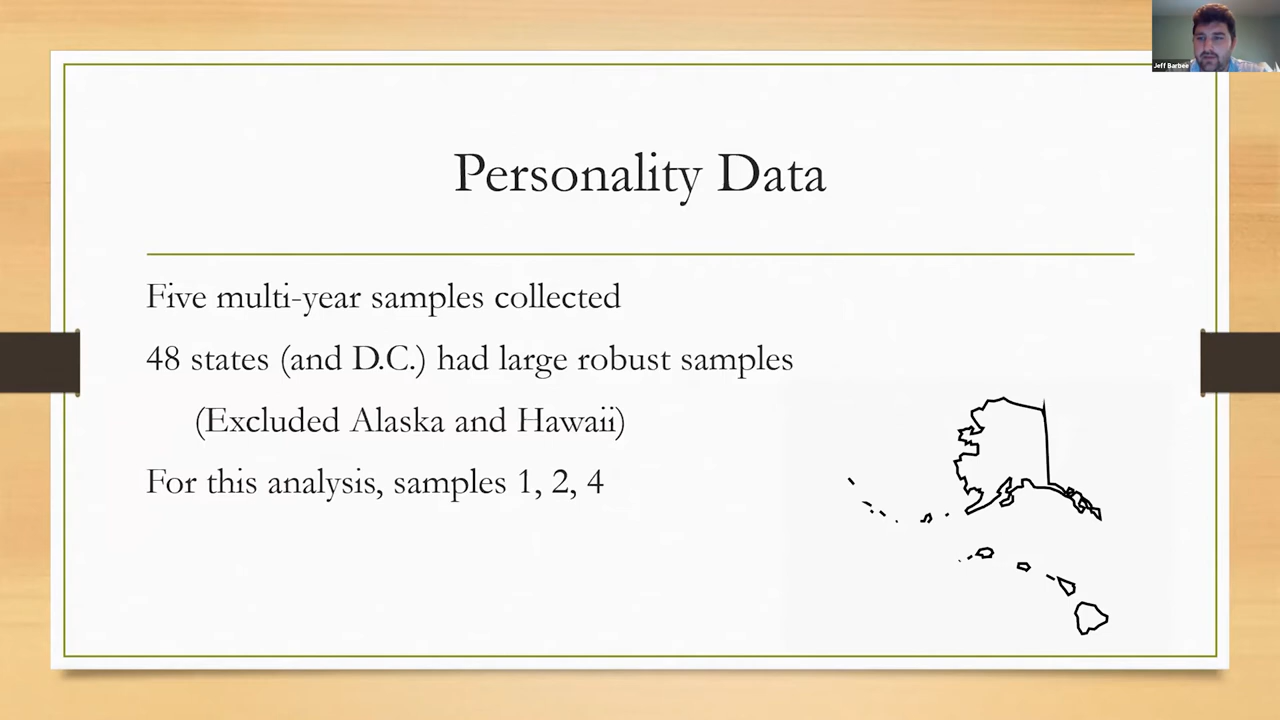 Jeff Barbee
Personality Data
Five multi-year samples collected
48 states (and D.C.) had large robust samples
(Excluded Alaska and Hawaii)
For this analysis, samples 1, 2, 4